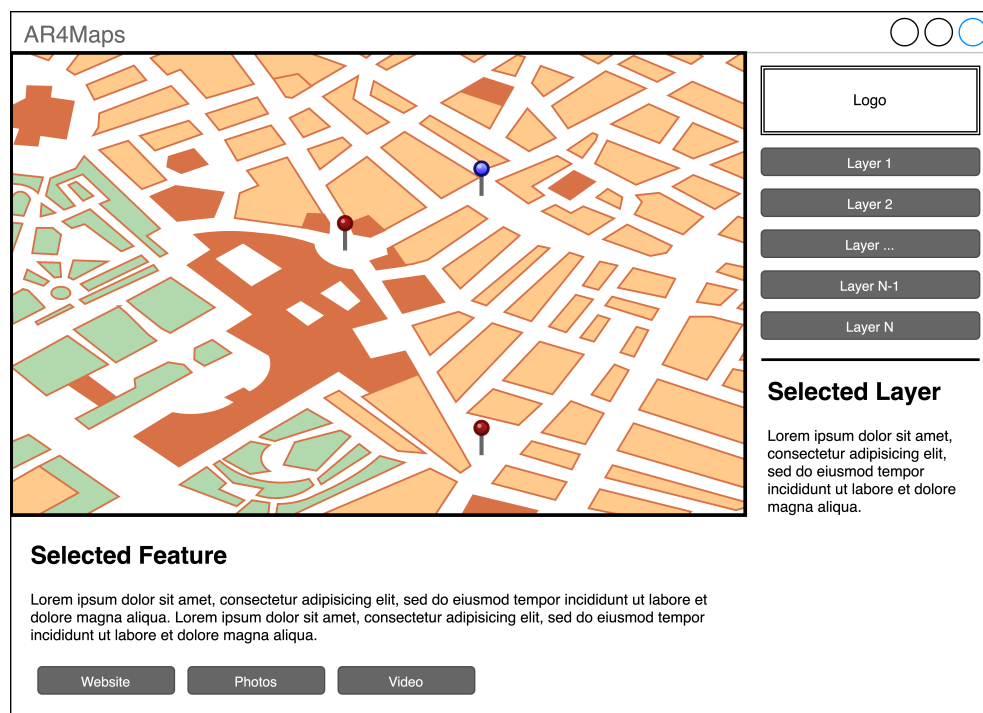 AR4Maps
Logo
Layer 1
Layer 2
Layer ...
Layer N-1
Layer N
Selected Layer
Lorem ipsum dolor sit amet,
consectetur adipisicing elit,
sed do eiusmod tempor
incididunt ut labore et dolore
magna aliqua.
Selected Feature
Lorem ipsum dolor sit amet, consectetur adipisicing elit, sed do eiusmod tempor incididunt ut labore et
dolore magna aliqua. Lorem ipsum dolor sit amet, consectetur adipisicing elit, sed do eiusmod tempor
incididunt ut labore et dolore magna aliqua.
Website
Photos
Video